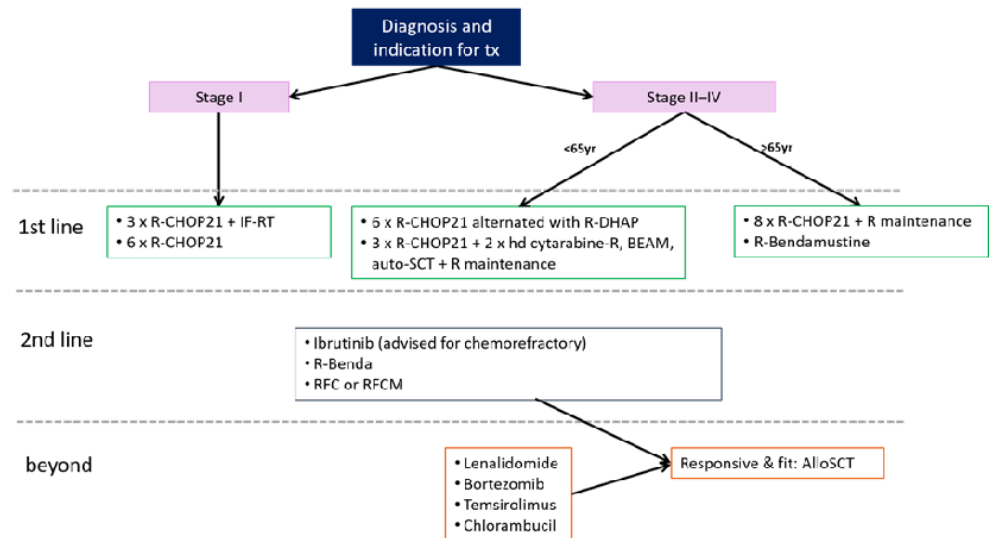 Diagnosis and
indication for tx
Stage I
Stage II–IV
<65yr
>65yr
1st line
• 3 x R-CHOP21 + IF-RT
• 6 x R-CHOP21
• 6 x R-CHOP21 alternated with R-DHAP
• 3 x R-CHOP21 + 2 x hd cytarabine-R, BEAM,
auto-SCT + R maintenance
• 8 x R-CHOP21 + R maintenance
• R-Bendamustine
2nd line
• Ibrutinib (advised for chemorefractory)
• R-Benda
• RFC or RFCM
beyond
• Lenalidomide
• Bortezomib
• Temsirolimus
• Chlorambucil
Responsive & fit: AlloSCT